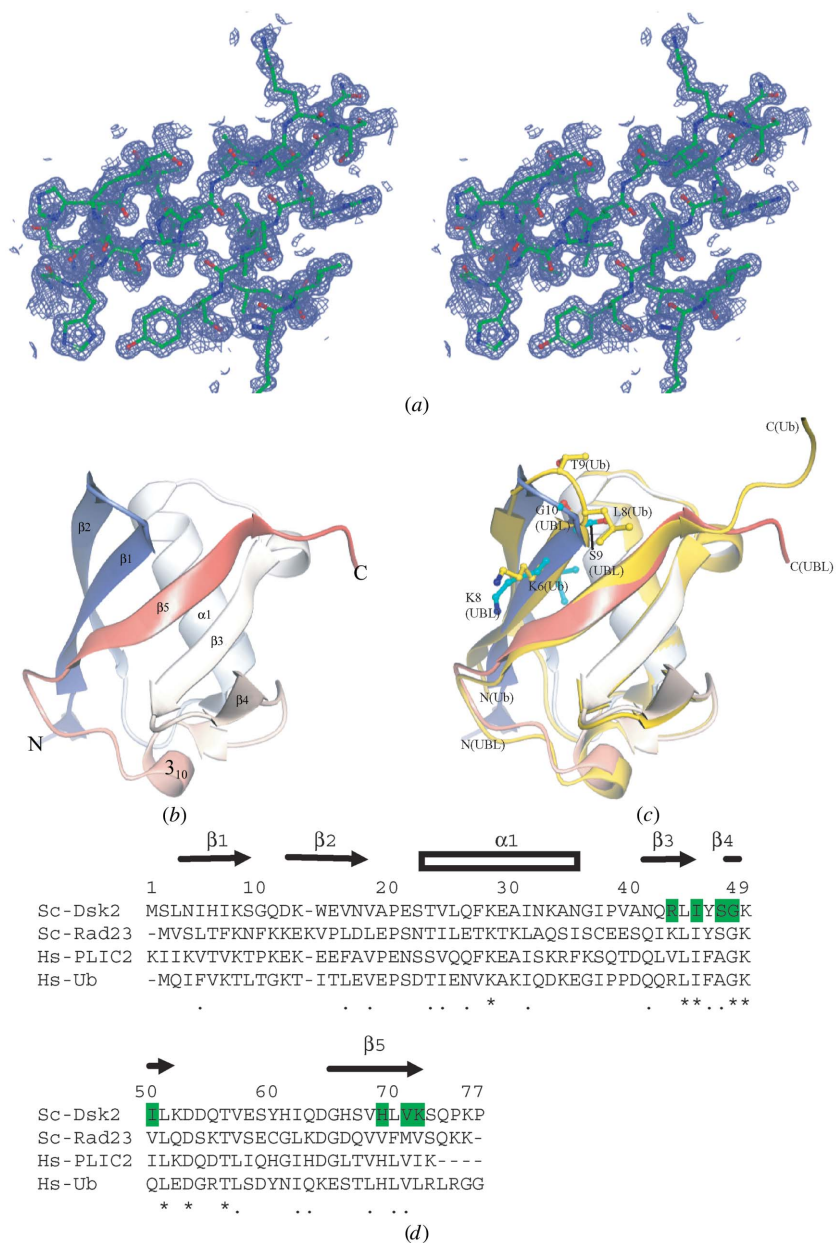 (a)
β2
β1
β5
α1
β3
β4
C
N
3₁₀
(b)
C(Ub)
T9(Ub)
G10
(UBL)
L8(Ub)
S9
(UBL)
K6(Ub)
K8
(UBL)
C(UBL)
N(Ub)
N(UBL)
(c)
β1 β2 α1 β3 β4
1 10 20 30 40 49
Sc-Dsk2 MSLNIHIKSGQDK-WEVNVAPESTVLQFKEAINKANGIPVANQRLIYSGK
Sc-Rad23 -MVSLTFKNFKKEKVPLDLEPSNTILETKTKLAQSISCEESQIKLIYSGK
Hs-PLIC2 KIIKVTVKTPKEK-EEFAVPENSSVQQFKEAISKRFKSQTDQLVLIFAGK
Hs-Ub -MQIFVKTLTGKT-ITLEVEPSDTIENVKAKIQDKEGIPPDQQRLIFAGK
. . . . . * . . * * . . * *
β5
50 60 70 77
Sc-Dsk2 ILKDDQTVESYHIQDGHSVHLVKSQPKP
Sc-Rad23 VLQDSKTVSECGLKDGDQVVFMVSQKK-
Hs-PLIC2 ILKDQDTLIQHGIHDGLTVHLVIK----
Hs-Ub QLEDGRTLSDYNIQKESTLHLVLRLRGG
* * * . . . . . .
(d)